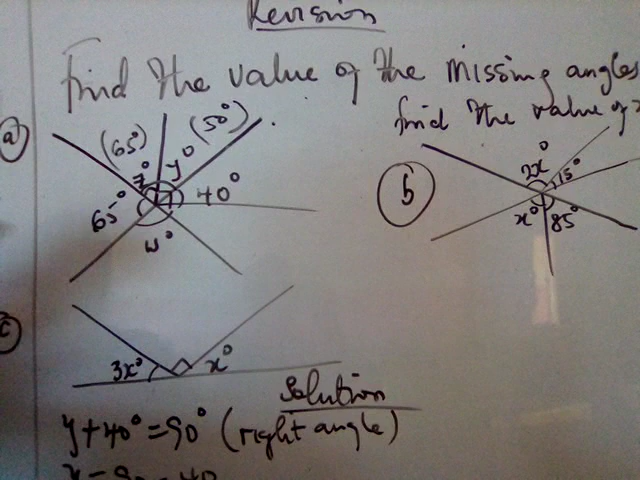 Revision
Find the value of the missing angles
find the value of x
a
(65°) (50°)
z° y°
65° 40°
w°
b
2x° 15°
x° 85°
c
3x° x°
Solution
y+40°=90° (right angle)